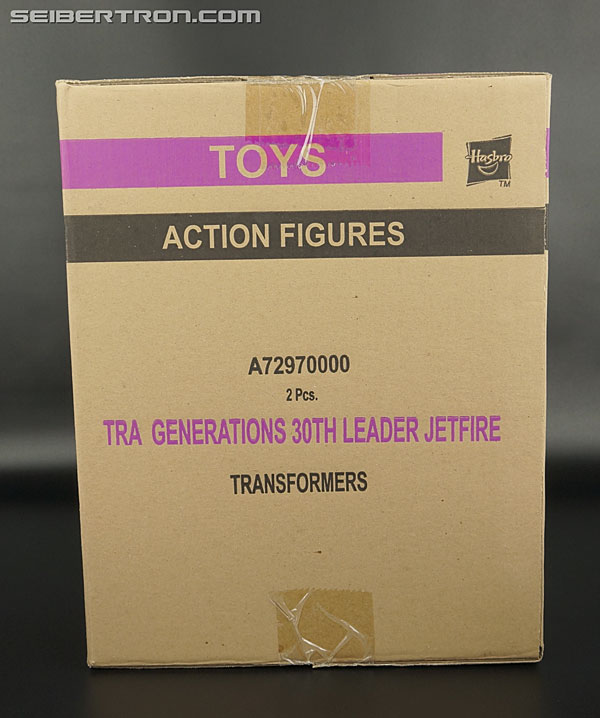 SEIBERTRON.COM
TOYS
Hasbro
TM
ACTION FIGURES
A72970000
2 Pcs.
TRA GENERATIONS 30TH LEADER JETFIRE
TRANSFORMERS